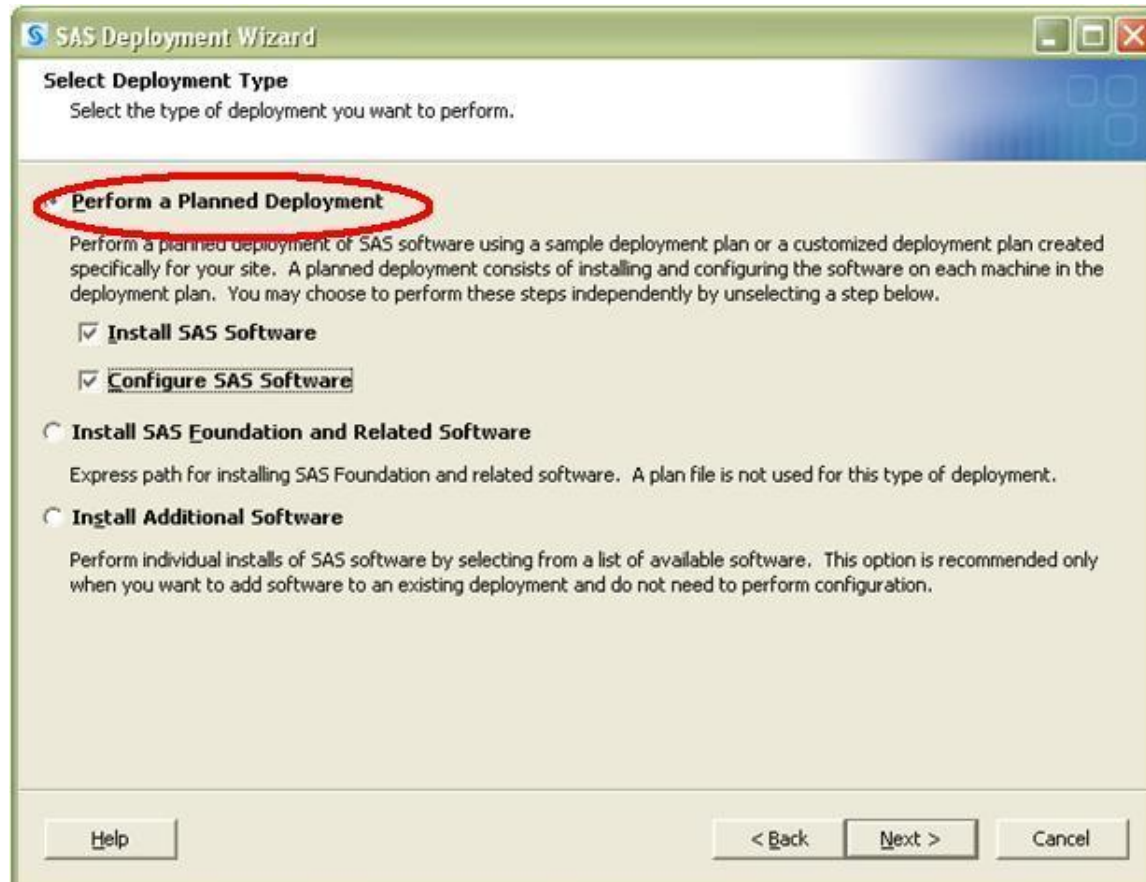 SAS Deployment Wizard
Select Deployment Type
Select the type of deployment you want to perform.
Perform a Planned Deployment
Perform a planned deployment of SAS software using a sample deployment plan or a customized deployment plan created
specifically for your site. A planned deployment consists of installing and configuring the software on each machine in the
deployment plan. You may choose to perform these steps independently by unselecting a step below.
Install SAS Software
Configure SAS Software
Install SAS Foundation and Related Software
Express path for installing SAS Foundation and related software. A plan file is not used for this type of deployment.
Install Additional Software
Perform individual installs of SAS software by selecting from a list of available software. This option is recommended only
when you want to add software to an existing deployment and do not need to perform configuration.
Help < Back Next > Cancel